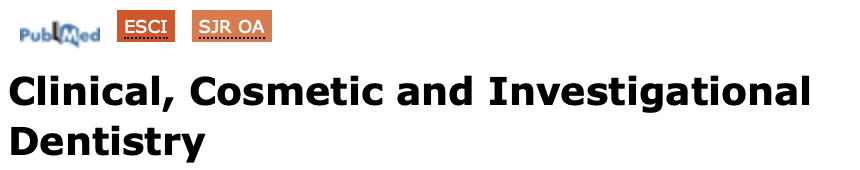 PubMed ESCI SJR OA
Clinical, Cosmetic and Investigational
Dentistry